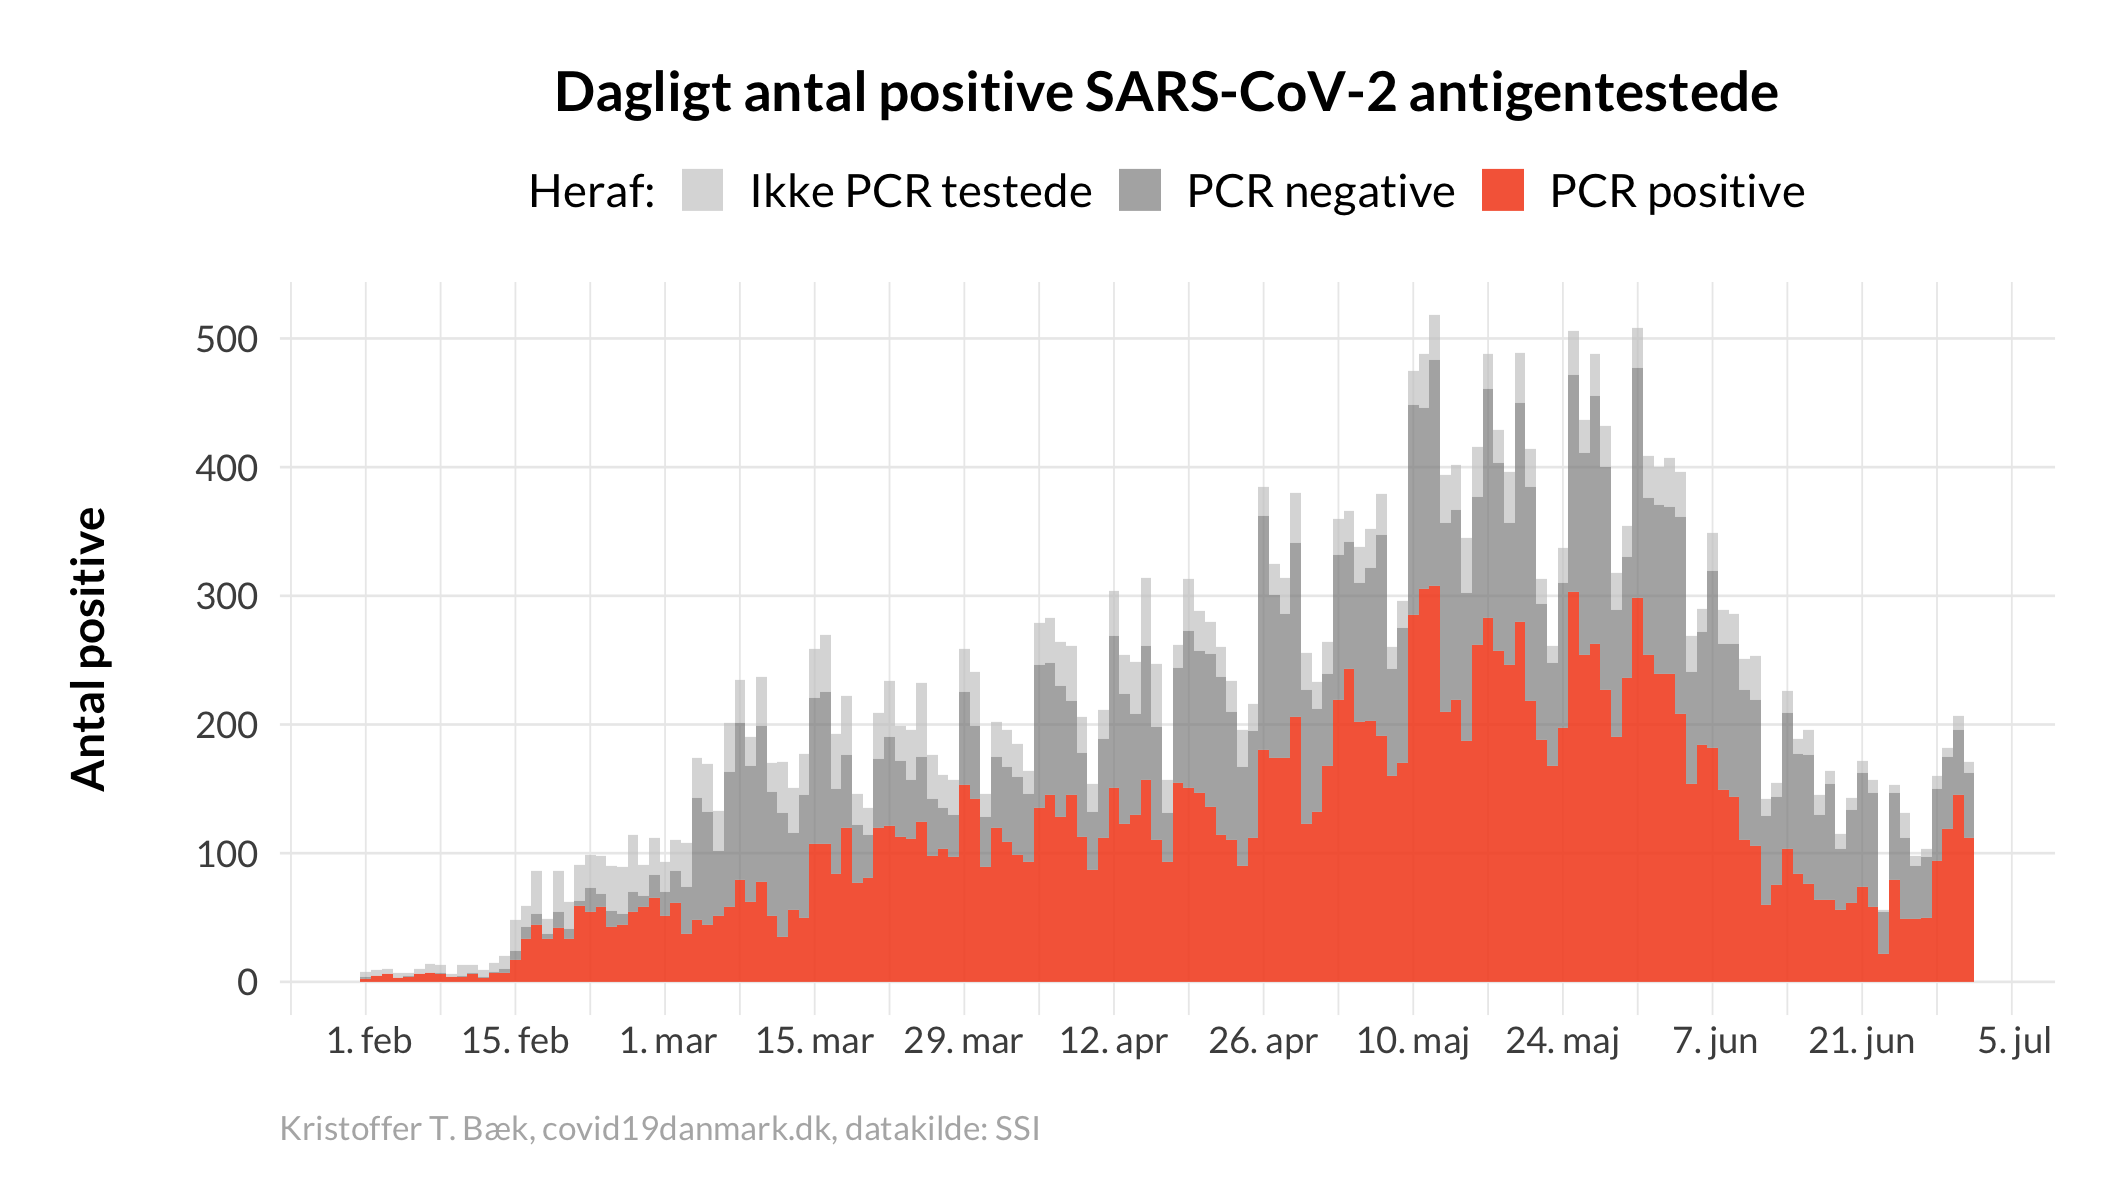 Dagligt antal positive SARS-CoV-2 antigentestede
Heraf: Ikke PCR testede PCR negative PCR positive
Antal positive
500
400
300
200
100
0
1. feb 15. feb 1. mar 15. mar 29. mar 12. apr 26. apr 10. maj 24. maj 7. jun 21. jun 5. jul
Kristoffer T. Bæk, covid19danmark.dk, datakilde: SSI